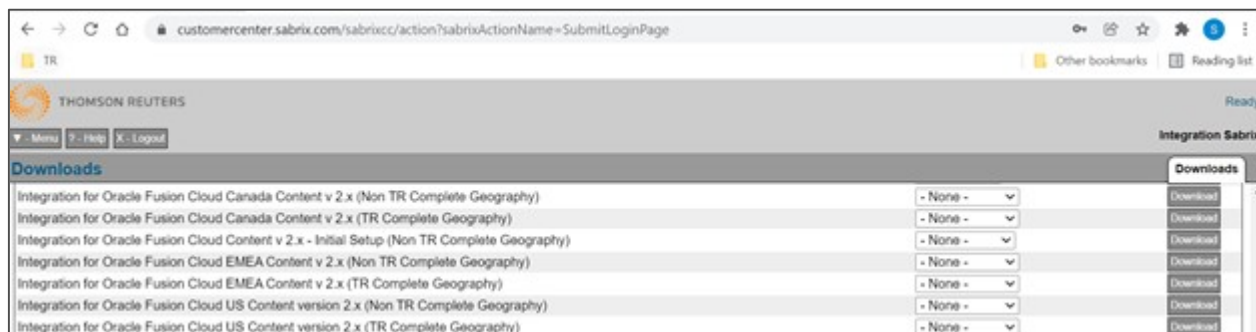 customercenter.sabrix.com/sabrixcc/action?sabrixActionName=SubmitLoginPage
S
TR
Other bookmarks
Reading list
THOMSON REUTERS
Ready
▼ - Menu ? - Help X - Logout
Integration Sabrix
Downloads
Downloads
Integration for Oracle Fusion Cloud Canada Content v 2.x (Non TR Complete Geography) - None - Download
Integration for Oracle Fusion Cloud Canada Content v 2.x (TR Complete Geography) - None - Download
Integration for Oracle Fusion Cloud Content v 2.x - Initial Setup (Non TR Complete Geography) - None - Download
Integration for Oracle Fusion Cloud EMEA Content v 2.x (Non TR Complete Geography) - None - Download
Integration for Oracle Fusion Cloud EMEA Content v 2.x (TR Complete Geography) - None - Download
Integration for Oracle Fusion Cloud US Content version 2.x (Non TR Complete Geography) - None - Download
Integration for Oracle Fusion Cloud US Content version 2.x (TR Complete Geography) - None - Download